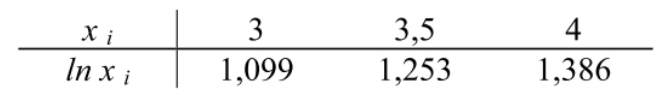 x i 3 3,5 4
ln x i 1,099 1,253 1,386